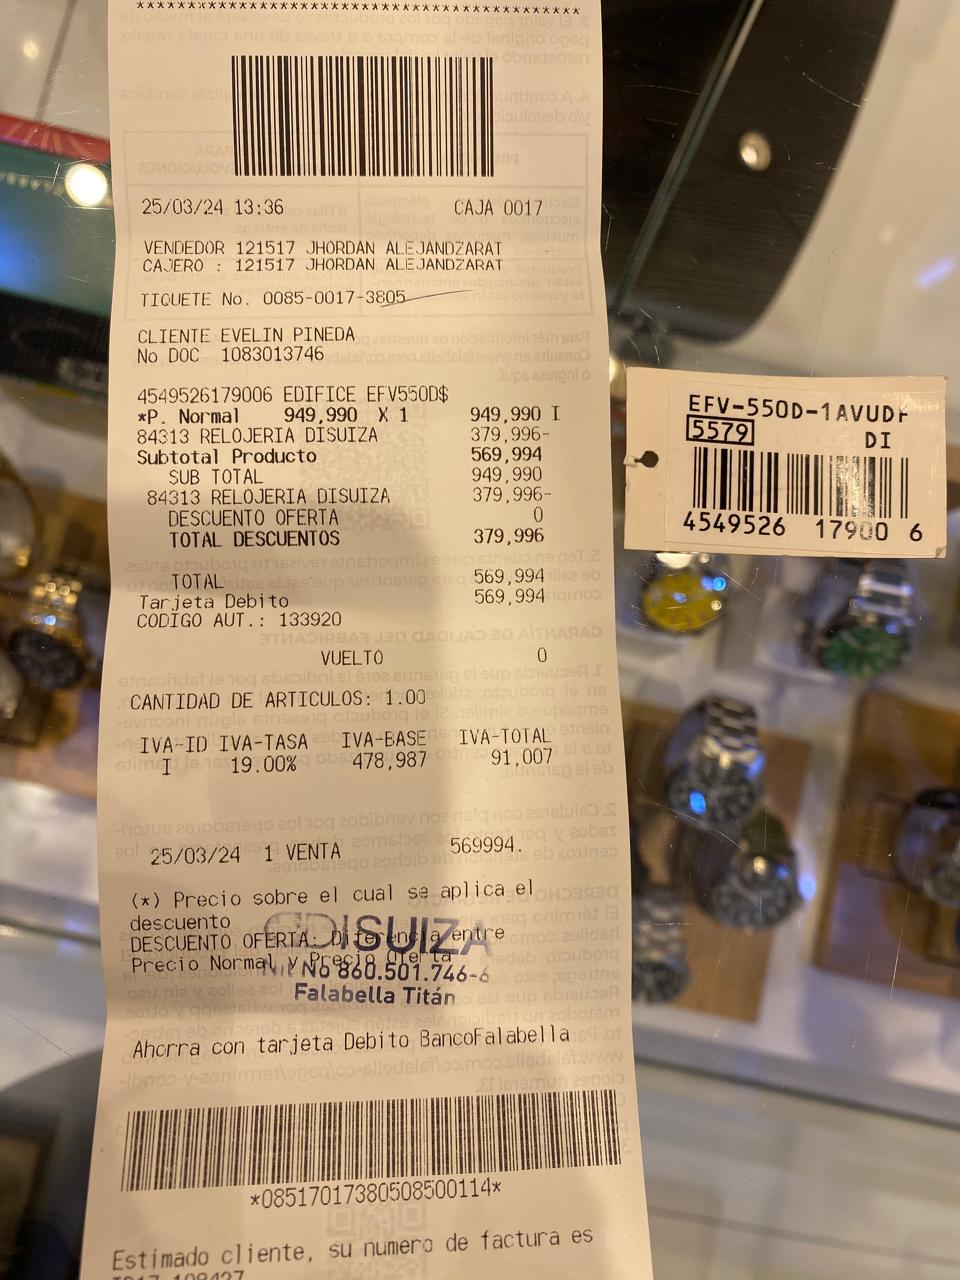 ********************************************
25/03/24 13:36 CAJA 0017
VENDEDOR 121517 JHORDAN ALEJANDZARAT
CAJERO : 121517 JHORDAN ALEJANDZARAT
TIQUETE No. 0085-0017-3805
CLIENTE EVELIN PINEDA
No DOC 1083013746
4549526179006 EDIFICE EFV550D$
*P. Normal 949,990 X 1 949,990 I
84313 RELOJERIA DISUIZA 379,996-
Subtotal Producto 569,994
SUB TOTAL 949,990
84313 RELOJERIA DISUIZA 379,996-
DESCUENTO OFERTA 0
TOTAL DESCUENTOS 379,996
TOTAL 569,994
Tarjeta Debito 569,994
CODIGO AUT.: 133920
VUELTO 0
CANTIDAD DE ARTICULOS: 1.00
IVA-ID IVA-TASA IVA-BASE IVA-TOTAL
I 19.00% 478,987 91,007
25/03/24 1 VENTA 569994.
(*) Precio sobre el cual se aplica el
descuento
DESCUENTO OFERTA. Diferencia entre
Precio Normal y Precio Oferta
DISUIZA
Nit No 860.501.746-6
Falabella Titán
Ahorra con tarjeta Debito BancoFalabella
*08517017380508500114*
Estimado cliente, su numero de factura es
EFV-550D-1AVUDF
5579 DI
4549526 17900 6